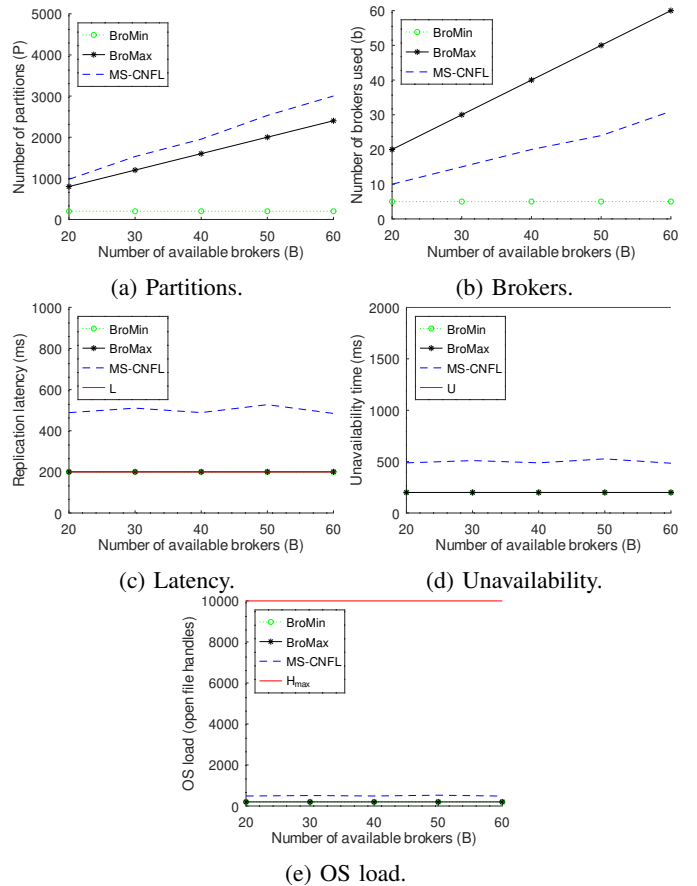 Number of partitions (P)
5000
4000
3000
2000
1000
0
BroMin
BroMax
MS-CNFL
20
30
40
50
60
Number of available brokers (B)
(a) Partitions.
Number of brokers used (b)
60
50
40
30
20
10
0
BroMin
BroMax
MS-CNFL
20
30
40
50
60
Number of available brokers (B)
(b) Brokers.
Replication latency (ms)
1000
800
600
400
200
0
BroMin
BroMax
MS-CNFL
L
20
30
40
50
60
Number of available brokers (B)
(c) Latency.
Unavailability time (ms)
2000
1500
1000
500
0
BroMin
BroMax
MS-CNFL
U
20
30
40
50
60
Number of available brokers (B)
(d) Unavailability.
OS load (open file handles)
10000
8000
6000
4000
2000
0
BroMin
BroMax
MS-CNFL
Hmax
20
30
40
50
60
Number of available brokers (B)
(e) OS load.